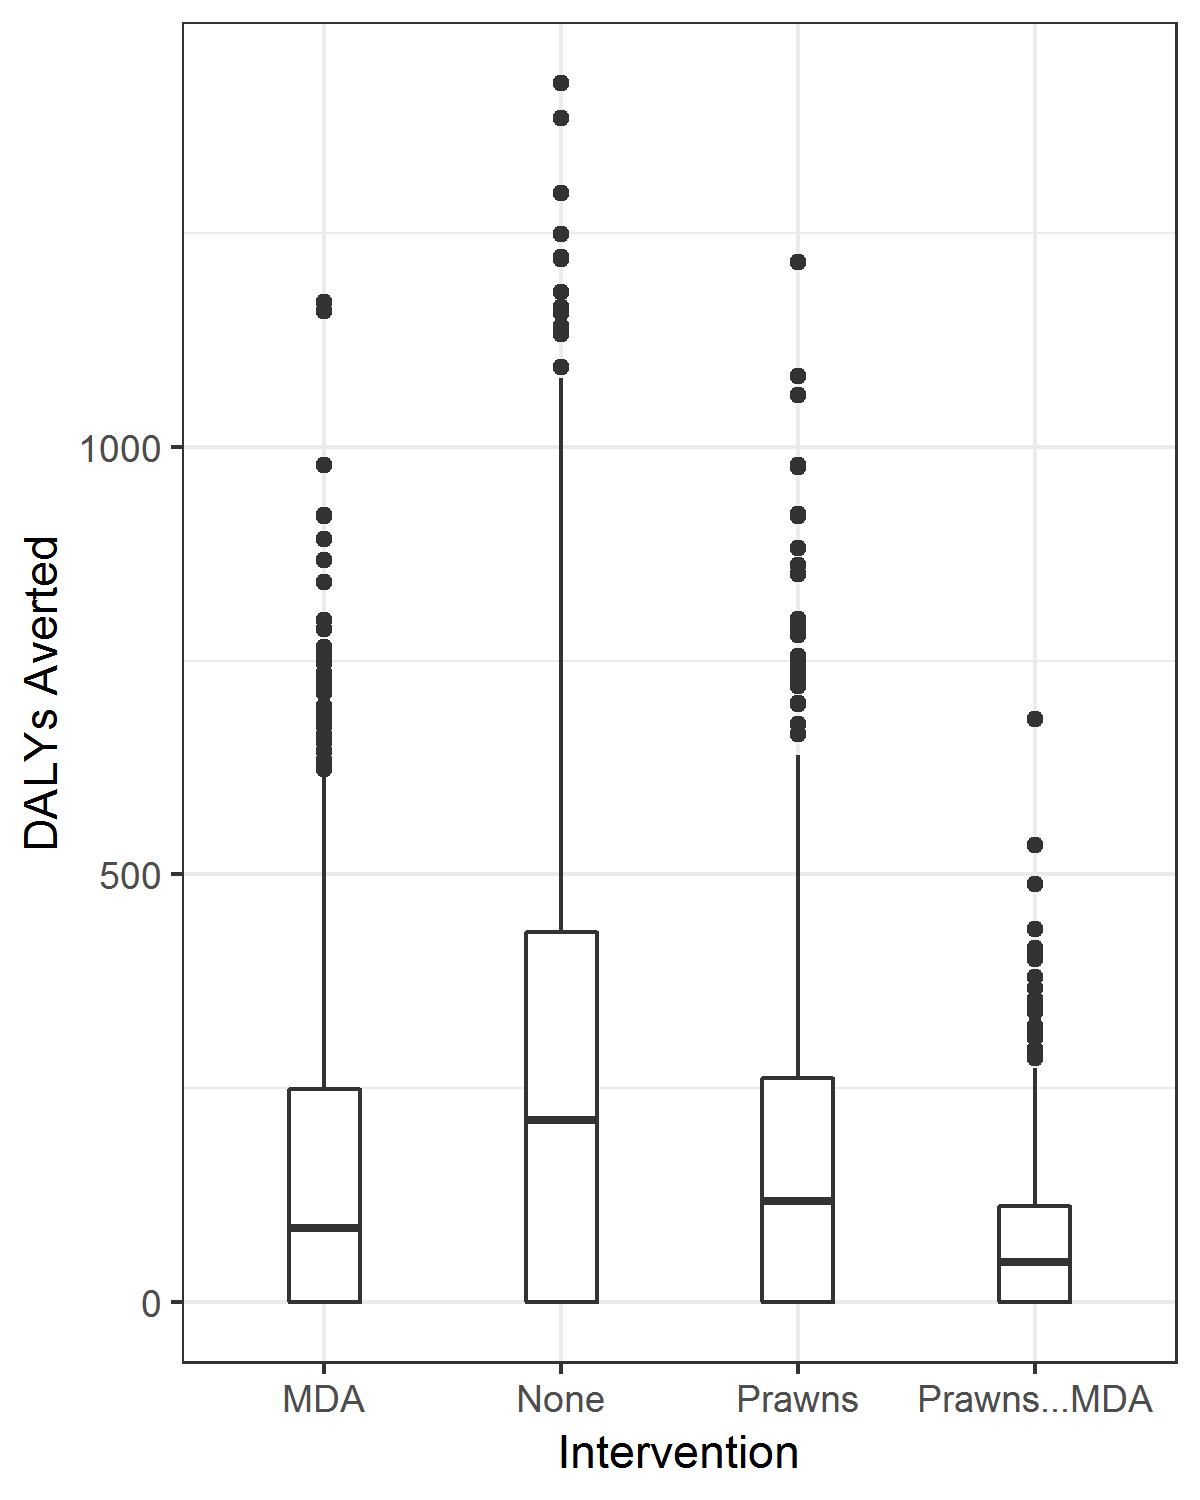 DALYs Averted
1000
500
0
MDA
None
Prawns
Prawns...MDA
Intervention